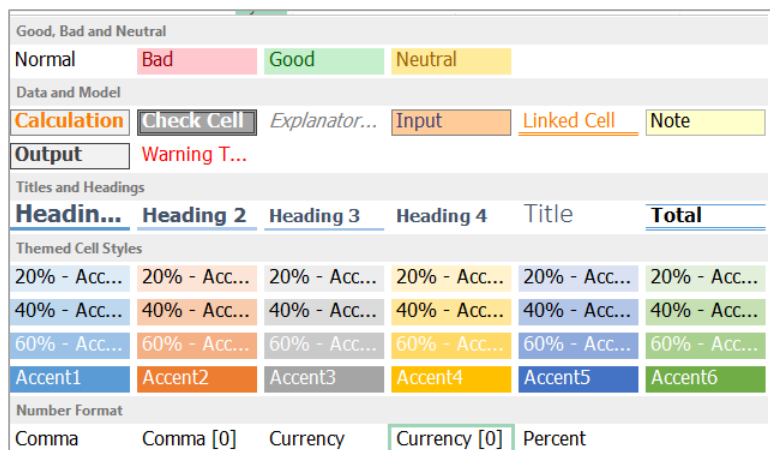 Good, Bad and Neutral
Normal Bad Good Neutral
Data and Model
Calculation Check Cell Explanator... Input Linked Cell Note
Output Warning T...
Titles and Headings
Headin... Heading 2 Heading 3 Heading 4 Title Total
Themed Cell Styles
20% - Acc... 20% - Acc... 20% - Acc... 20% - Acc... 20% - Acc... 20% - Acc...
40% - Acc... 40% - Acc... 40% - Acc... 40% - Acc... 40% - Acc... 40% - Acc...
60% - Acc... 60% - Acc... 60% - Acc... 60% - Acc... 60% - Acc... 60% - Acc...
Accent1 Accent2 Accent3 Accent4 Accent5 Accent6
Number Format
Comma Comma [0] Currency Currency [0] Percent